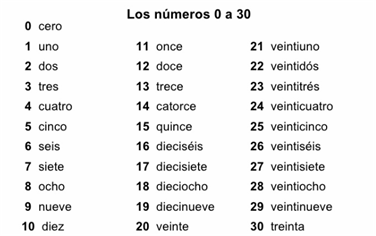 Los números 0 a 30
0 cero
1 uno
2 dos
3 tres
4 cuatro
5 cinco
6 seis
7 siete
8 ocho
9 nueve
10 diez
11 once
12 doce
13 trece
14 catorce
15 quince
16 dieciséis
17 diecisiete
18 dieciocho
19 diecinueve
20 veinte
21 veintiuno
22 veintidós
23 veintitrés
24 veinticuatro
25 veinticinco
26 veintiséis
27 veintisiete
28 veintiocho
29 veintinueve
30 treinta